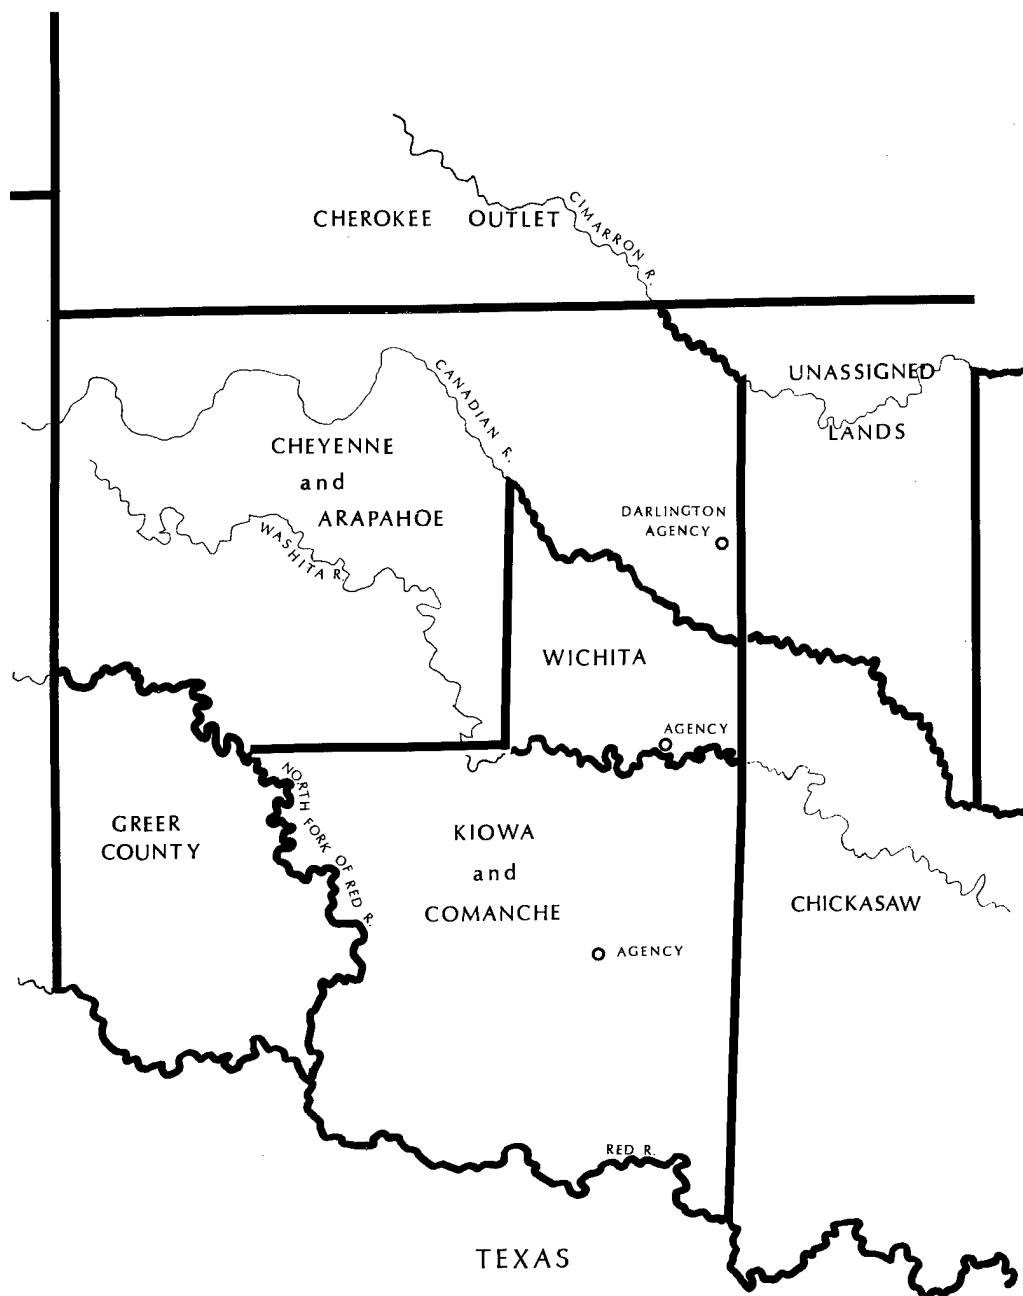 CIMARRON R.
CHEROKEE OUTLET
CANADIAN R.
UNASSIGNED
LANDS
CHEYENNE
and
ARAPAHOE
WASHITA R.
DARLINGTON
AGENCY
WICHITA
AGENCY
NORTH FORK OF RED R.
GREER
COUNTY
KIOWA
and
COMANCHE
CHICKASAW
AGENCY
RED R.
TEXAS